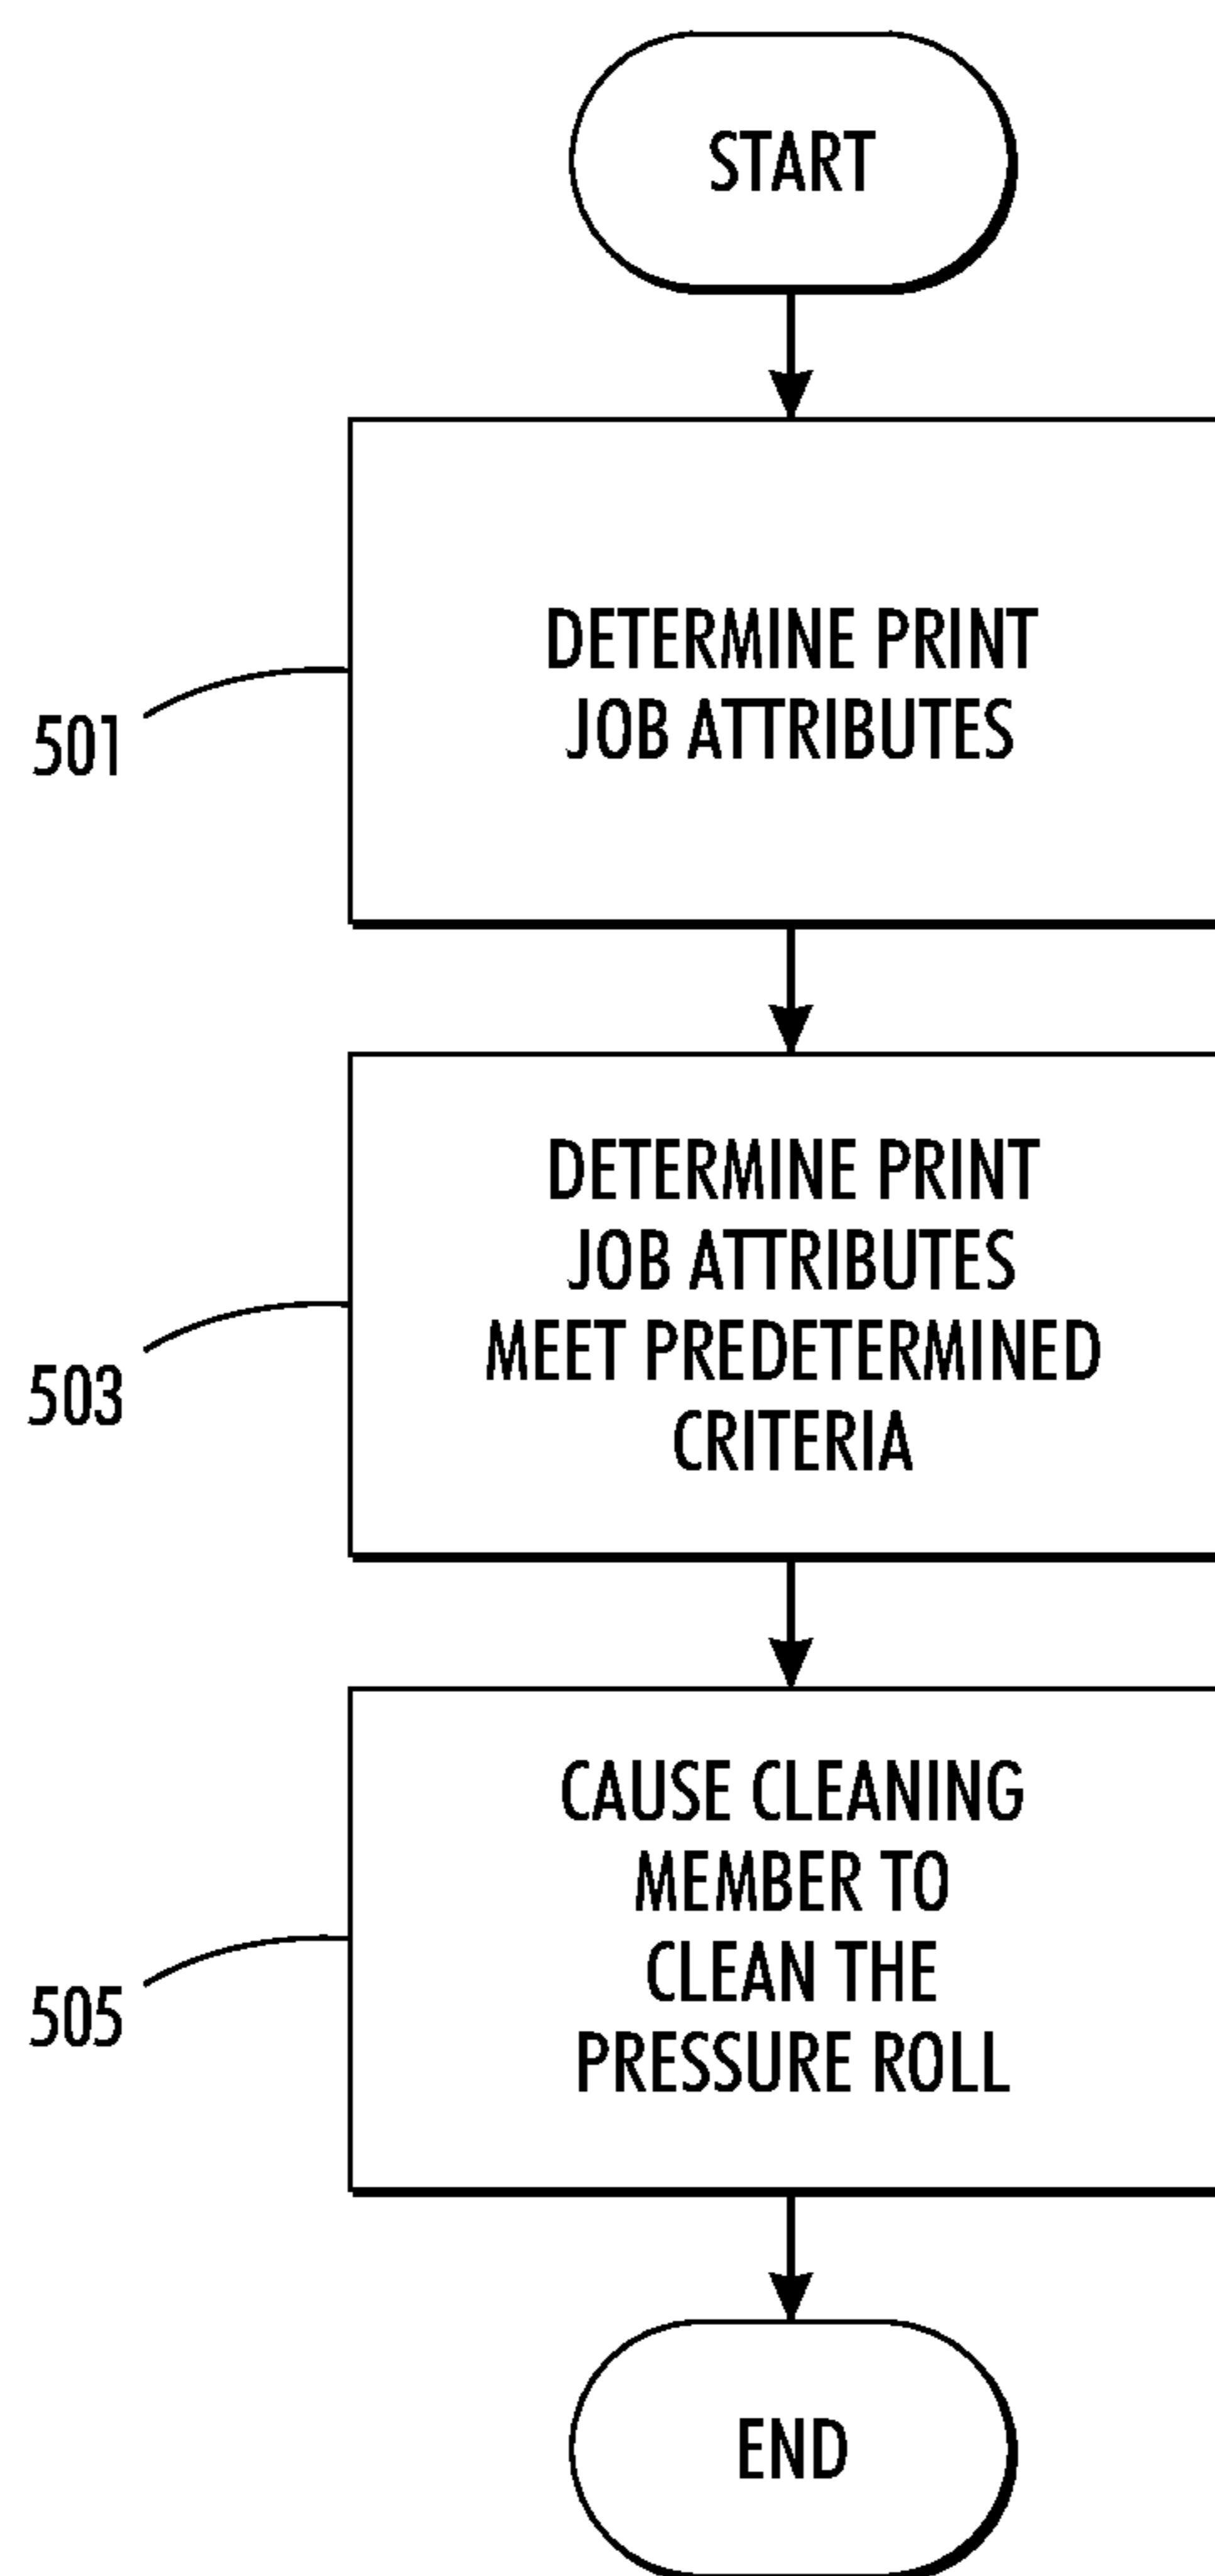 START
DETERMINE PRINT
JOB ATTRIBUTES
501
DETERMINE PRINT
JOB ATTRIBUTES
MEET PREDETERMINED
CRITERIA
503
CAUSE CLEANING
MEMBER TO
CLEAN THE
PRESSURE ROLL
505
END